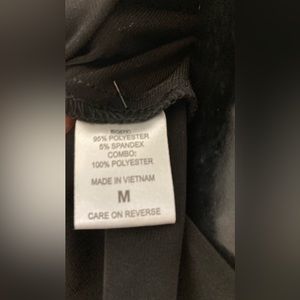 95% POLYESTER
5% SPANDEX
COMBO:
100% POLYESTER
MADE IN VIETNAM
M
CARE ON REVERSE